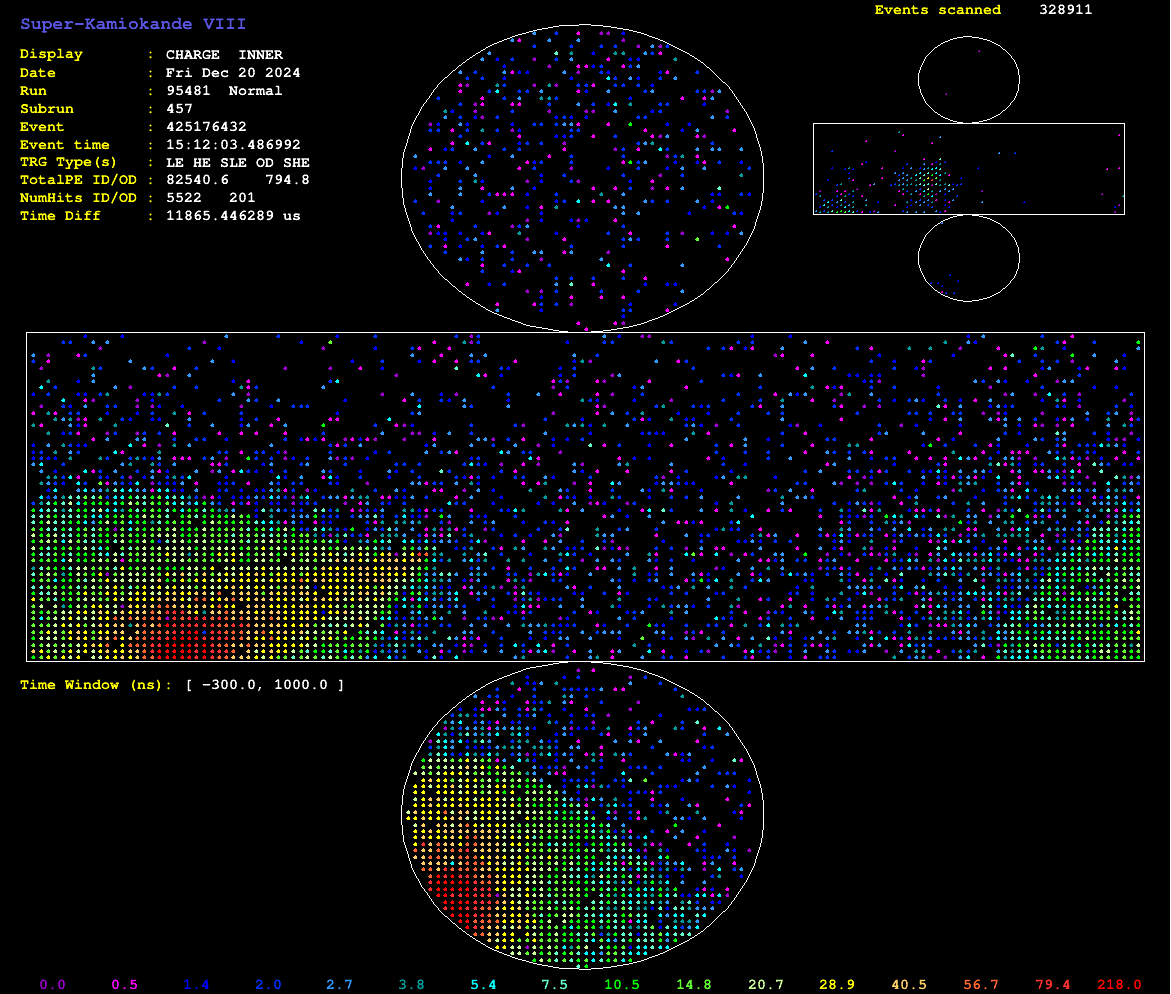 Super-Kamiokande VIII
Events scanned 328911
Display : CHARGE INNER
Date : Fri Dec 20 2024
Run : 95481 Normal
Subrun : 457
Event : 425176432
Event time : 15:12:03.486992
TRG Type(s) : LE HE SLE OD SHE
TotalPE ID/OD : 82540.6 794.8
NumHits ID/OD : 5522 201
Time Diff : 11865.446289 us
Time Window (ns): [ −300.0, 1000.0 ]
0.0 0.5 1.4 2.0 2.7 3.8 5.4 7.5 10.5 14.8 20.7 28.9 40.5 56.7 79.4 218.0